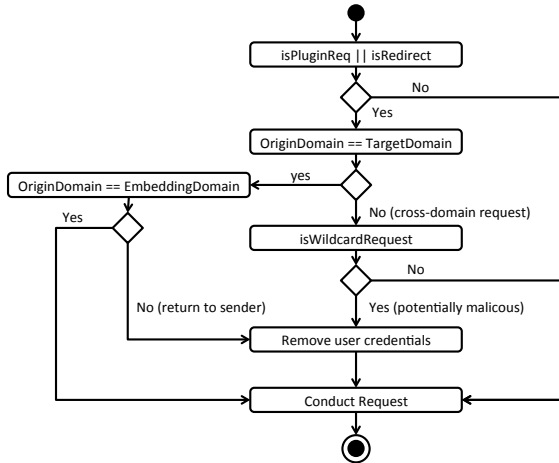 isPluginReq || isRedirect
No
Yes
OriginDomain == TargetDomain
OriginDomain == EmbeddingDomain
yes
Yes
No (cross-domain request)
isWildcardRequest
No
No (return to sender)
Yes (potentially malicous)
Remove user credentials
Conduct Request